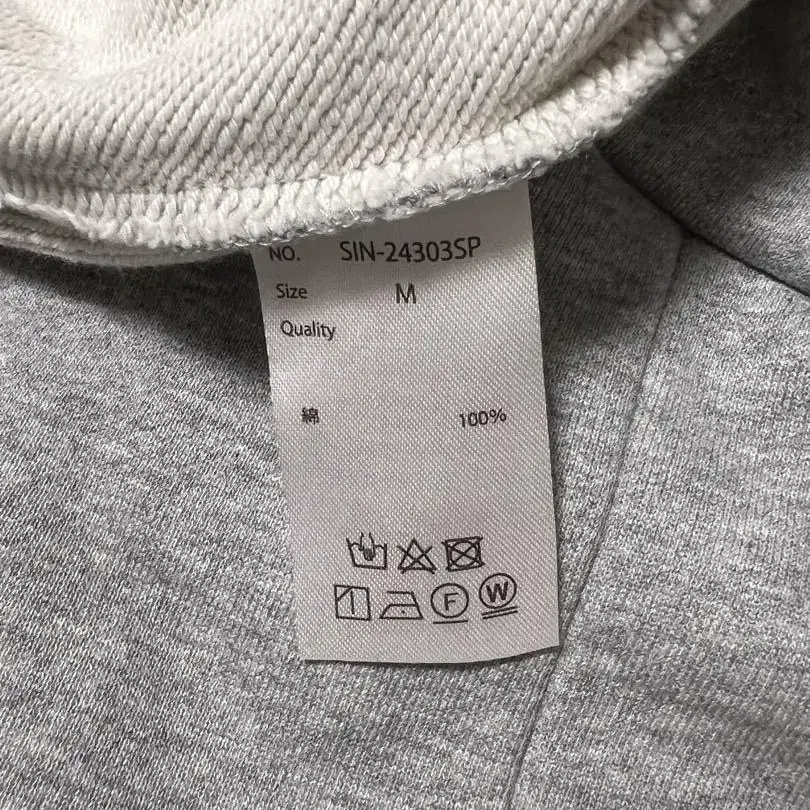 NO. SIN-24303SP
Size M
Quality
綿 100%
F W